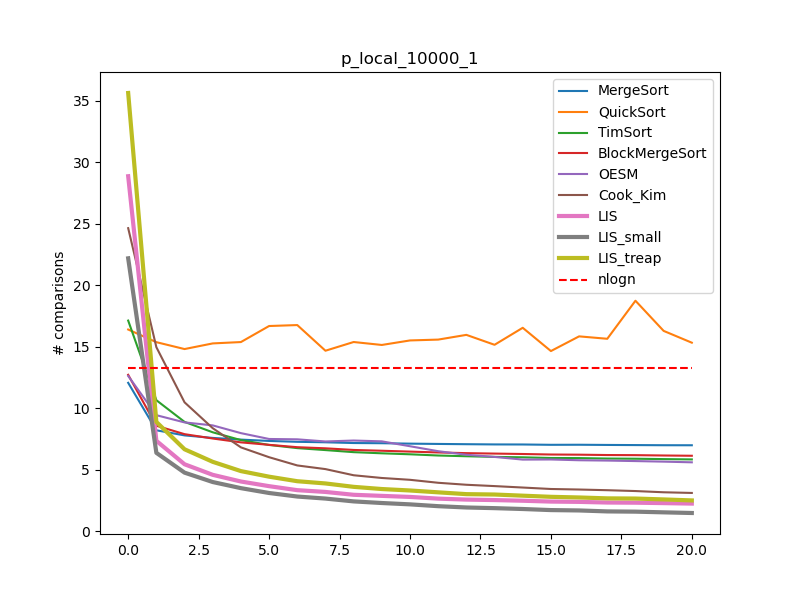 p_local_10000_1
# comparisons
35
30
25
20
15
10
5
0
MergeSort
QuickSort
TimSort
BlockMergeSort
OESM
Cook_Kim
LIS
LIS_small
LIS_treap
nlogn
0.0 2.5 5.0 7.5 10.0 12.5 15.0 17.5 20.0